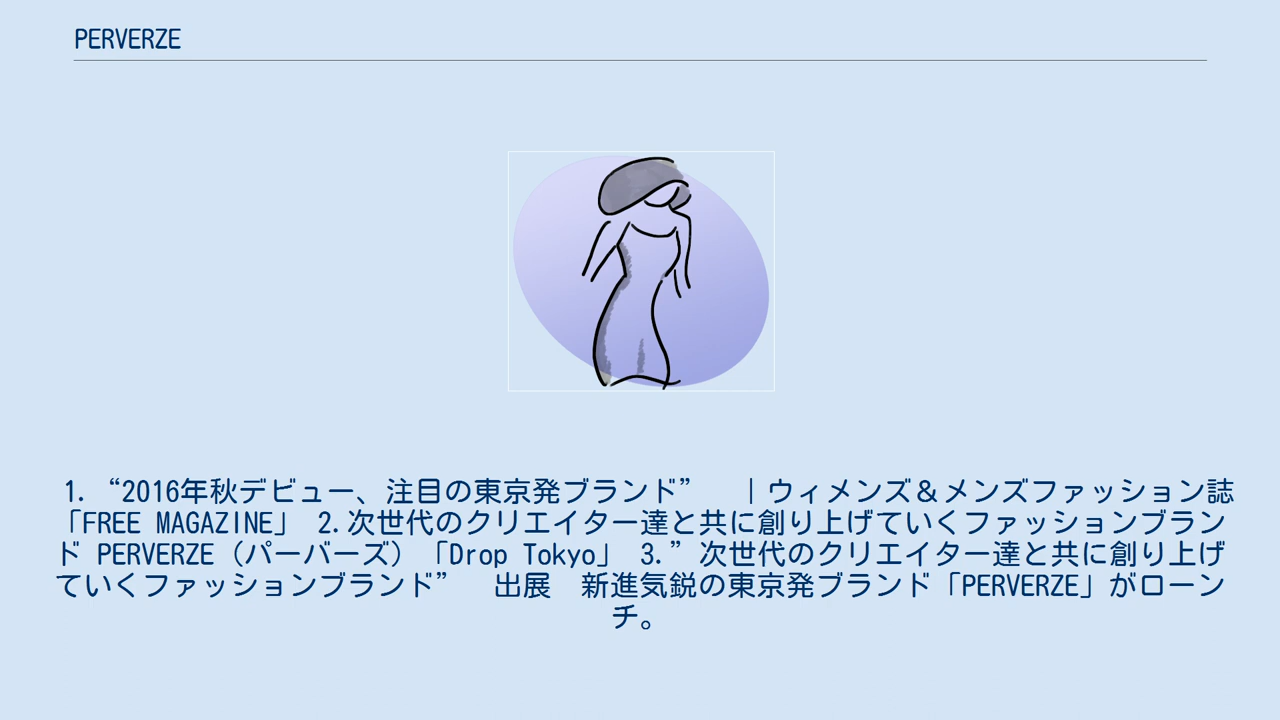 PERVERZE
1. “2016年秋デビュー、注目の東京発ブランド”　｜ウィメンズ＆メンズファッション誌
「FREE MAGAZINE」 2.次世代のクリエイター達と共に創り上げていくファッションブラン
ド PERVERZE（パーバーズ）「Drop Tokyo」 3.”次世代のクリエイター達と共に創り上げ
ていくファッションブランド”　出展　新進気鋭の東京発ブランド「PERVERZE」がローン
チ。